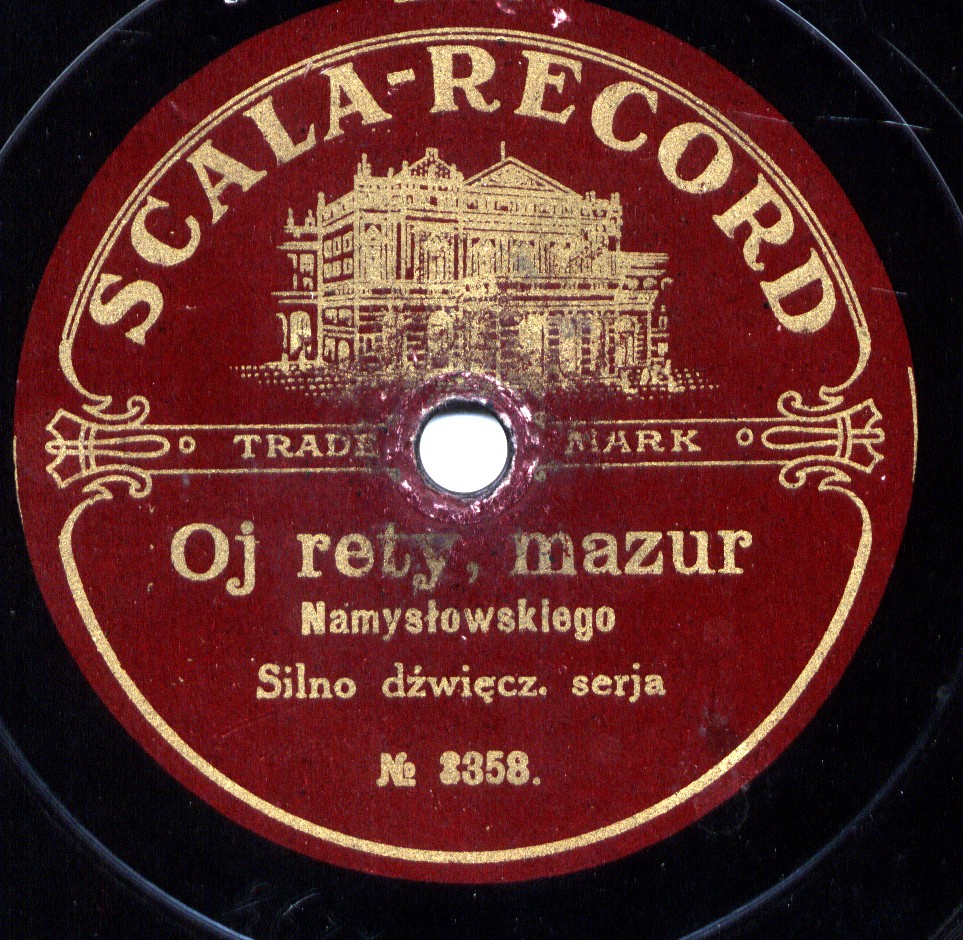 SCALA-RECORD
TRADE MARK
Oj rety, mazur
Namysłowskiego
Silno dźwięcz. serja
№ 8358.